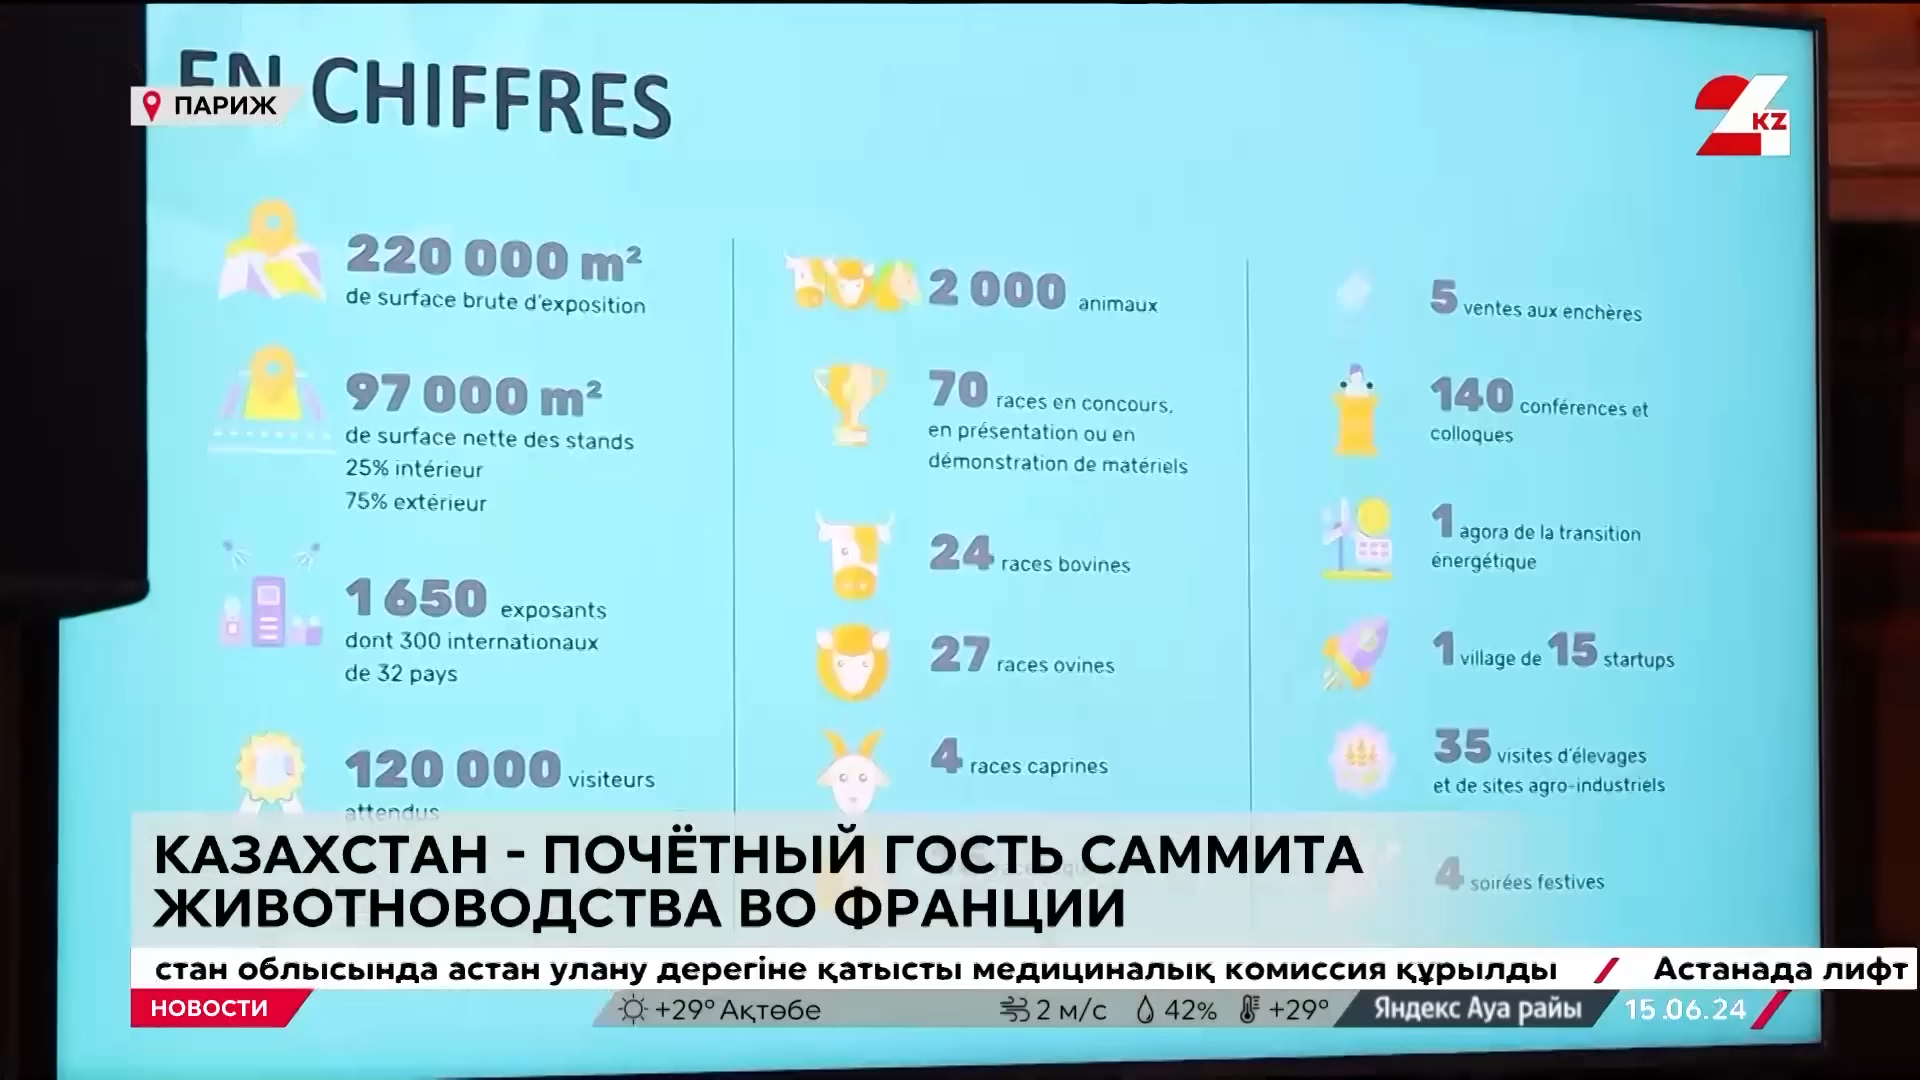 EN CHIFFRES
ПАРИЖ
24 KZ
220 000 m²
de surface brute d'exposition
97 000 m²
de surface nette des stands
25% intérieur
75% extérieur
1 650 exposants
dont 300 internationaux
de 32 pays
120 000 visiteurs
attendus
2 000 animaux
70 races en concours,
en présentation ou en
démonstration de matériels
24 races bovines
27 races ovines
4 races caprines
5 ventes aux enchères
140 conférences et
colloques
1 agora de la transition
énergétique
1 village de 15 startups
35 visites d'élevages
et de sites agro-industriels
4 soirées festives
КАЗАХСТАН - ПОЧЁТНЫЙ ГОСТЬ САММИТА
ЖИВОТНОВОДСТВА ВО ФРАНЦИИ
стан облысында астан улану дерегіне қатысты медициналық комиссия құрылды / Астанада лифт
НОВОСТИ
+29° Ақтөбе 2 м/с 42% +29° Яндекс Ауа райы 15.06.24